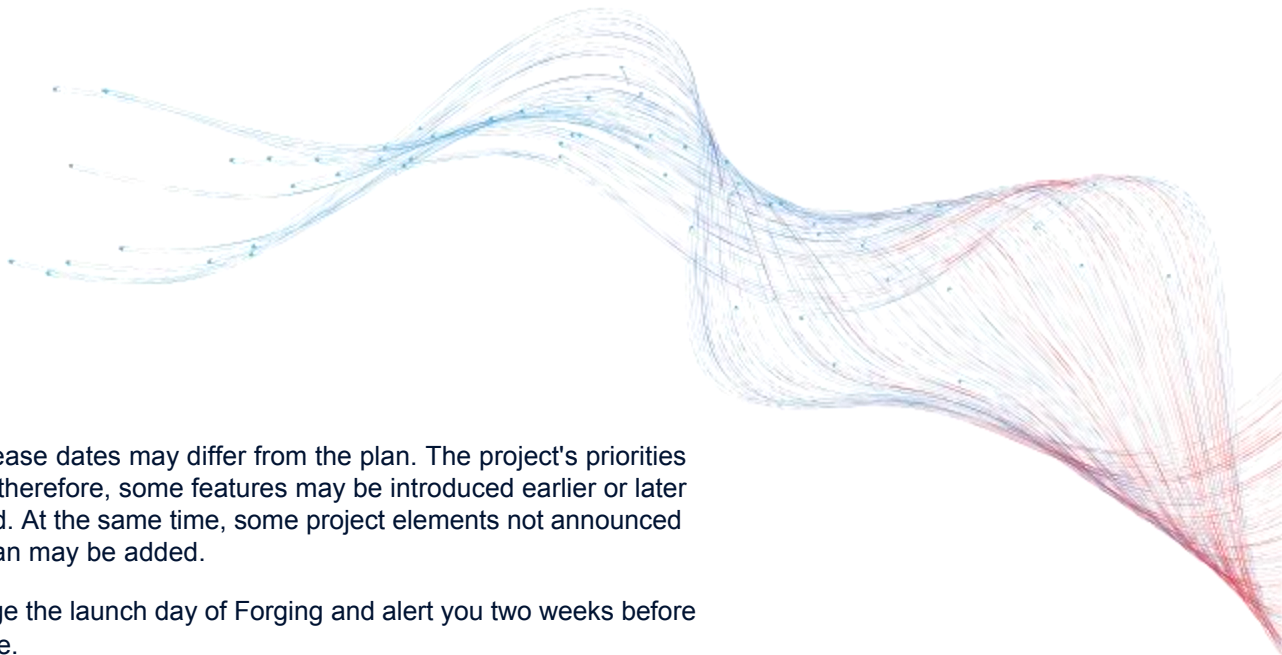 ease dates may differ from the plan. The project's priorities
therefore, some features may be introduced earlier or later
d. At the same time, some project elements not announced
an may be added.
ge the launch day of Forging and alert you two weeks before
e.